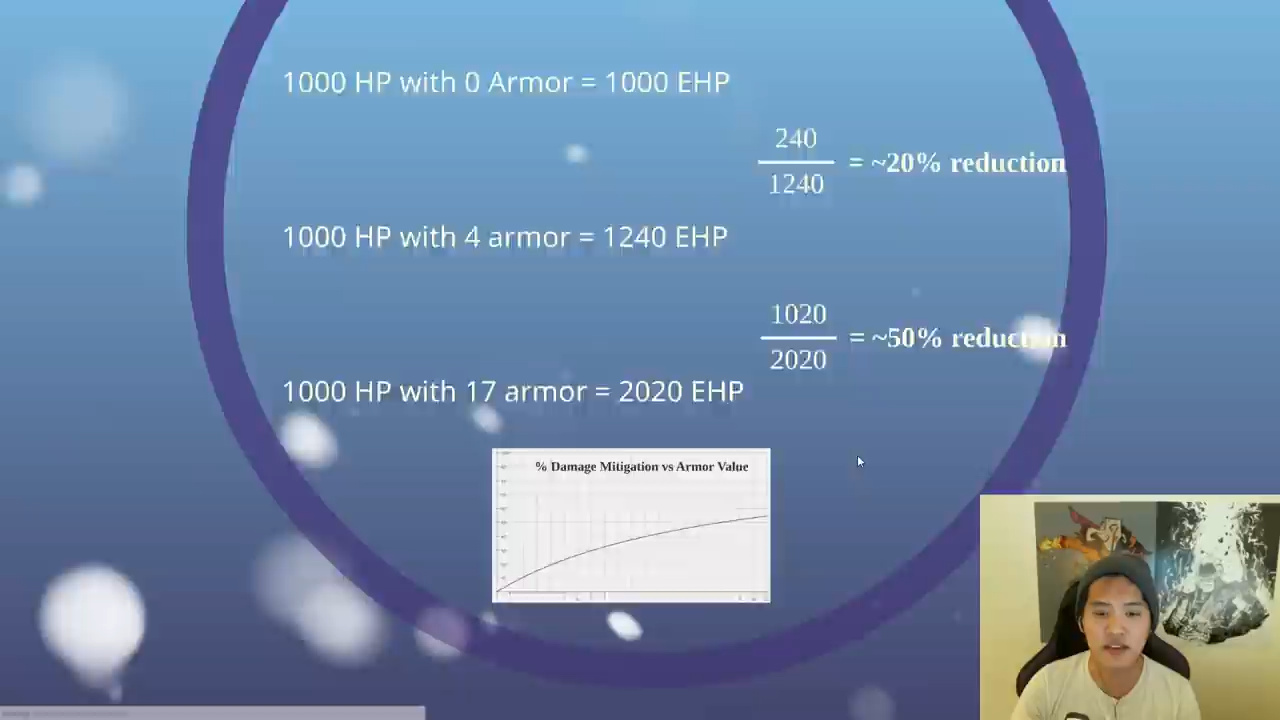 1000 HP with 0 Armor = 1000 EHP
240
1240
= ~20% reduction
1000 HP with 4 armor = 1240 EHP
1020
2020
= ~50% reduction
1000 HP with 17 armor = 2020 EHP
% Damage Mitigation vs Armor Value